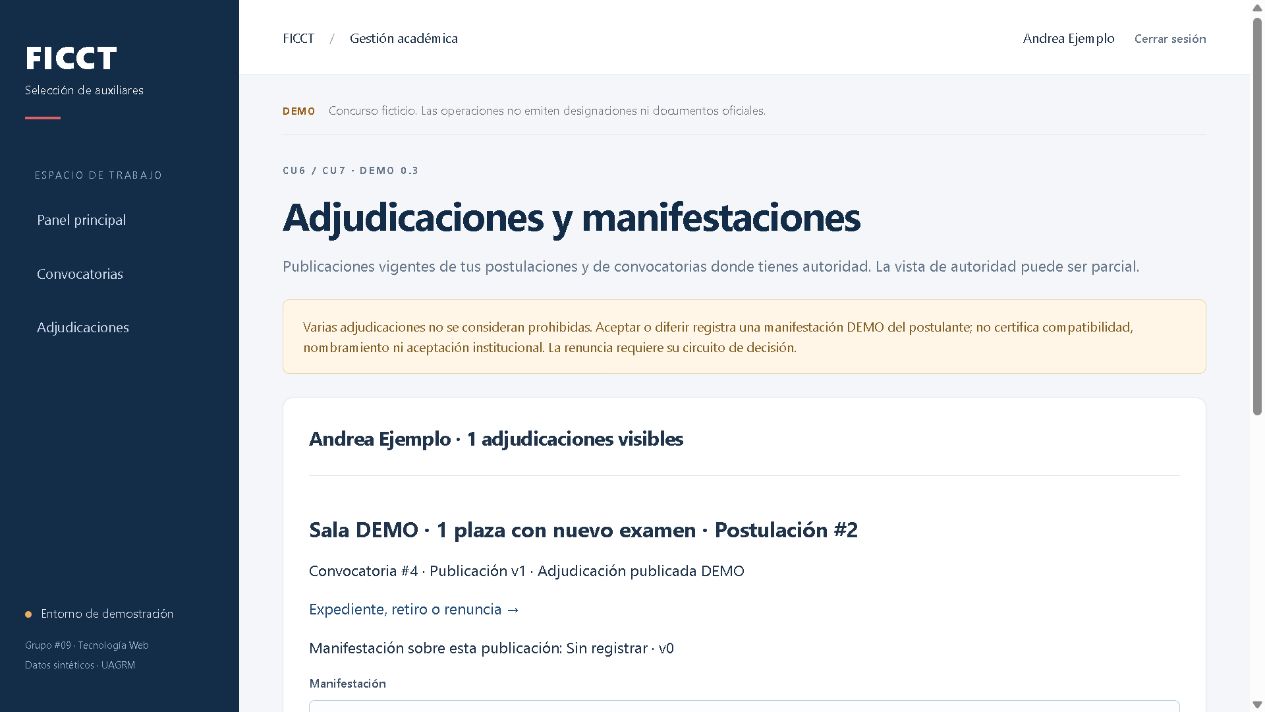 FICCT
Selección de auxiliares
ESPACIO DE TRABAJO
Panel principal
Convocatorias
Adjudicaciones
Entorno de demostración
Grupo #09 · Tecnología Web
Datos sintéticos · UAGRM
FICCT / Gestión académica
Andrea Ejemplo Cerrar sesión
DEMO Concurso ficticio. Las operaciones no emiten designaciones ni documentos oficiales.
CU6 / CU7 · DEMO 0.3
Adjudicaciones y manifestaciones
Publicaciones vigentes de tus postulaciones y de convocatorias donde tienes autoridad. La vista de autoridad puede ser parcial.
Varias adjudicaciones no se consideran prohibidas. Aceptar o diferir registra una manifestación DEMO del postulante; no certifica compatibilidad,
nombramiento ni aceptación institucional. La renuncia requiere su circuito de decisión.
Andrea Ejemplo · 1 adjudicaciones visibles
Sala DEMO · 1 plaza con nuevo examen · Postulación #2
Convocatoria #4 · Publicación v1 · Adjudicación publicada DEMO
Expediente, retiro o renuncia →
Manifestación sobre esta publicación: Sin registrar · v0
Manifestación